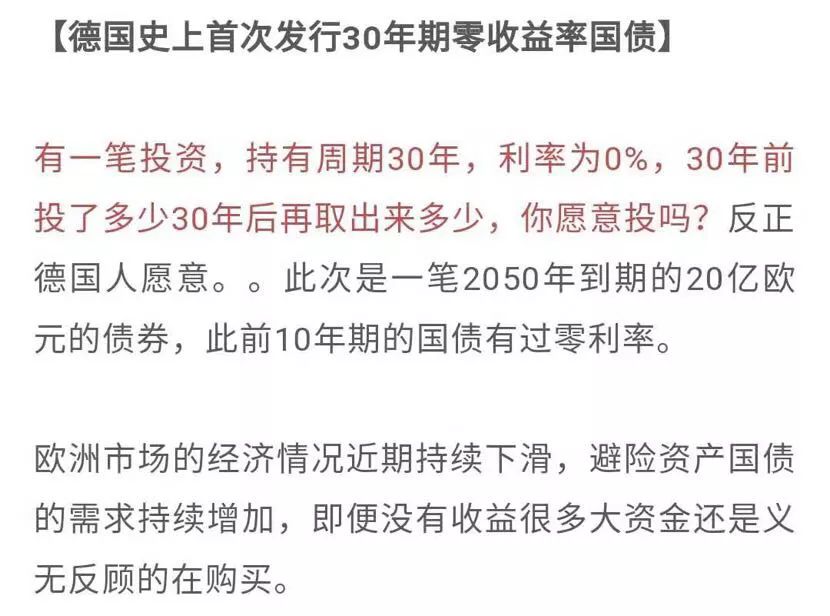 【德国史上首次发行30年期零收益率国债】
有一笔投资，持有周期30年，利率为0%，30年前
投了多少30年后再取出来多少，你愿意投吗？反正
德国人愿意。。此次是一笔2050年到期的20亿欧
元的债券，此前10年期的国债有过零利率。
欧洲市场的经济情况近期持续下滑，避险资产国债
的需求持续增加，即便没有收益很多大资金还是义
无反顾的在购买。